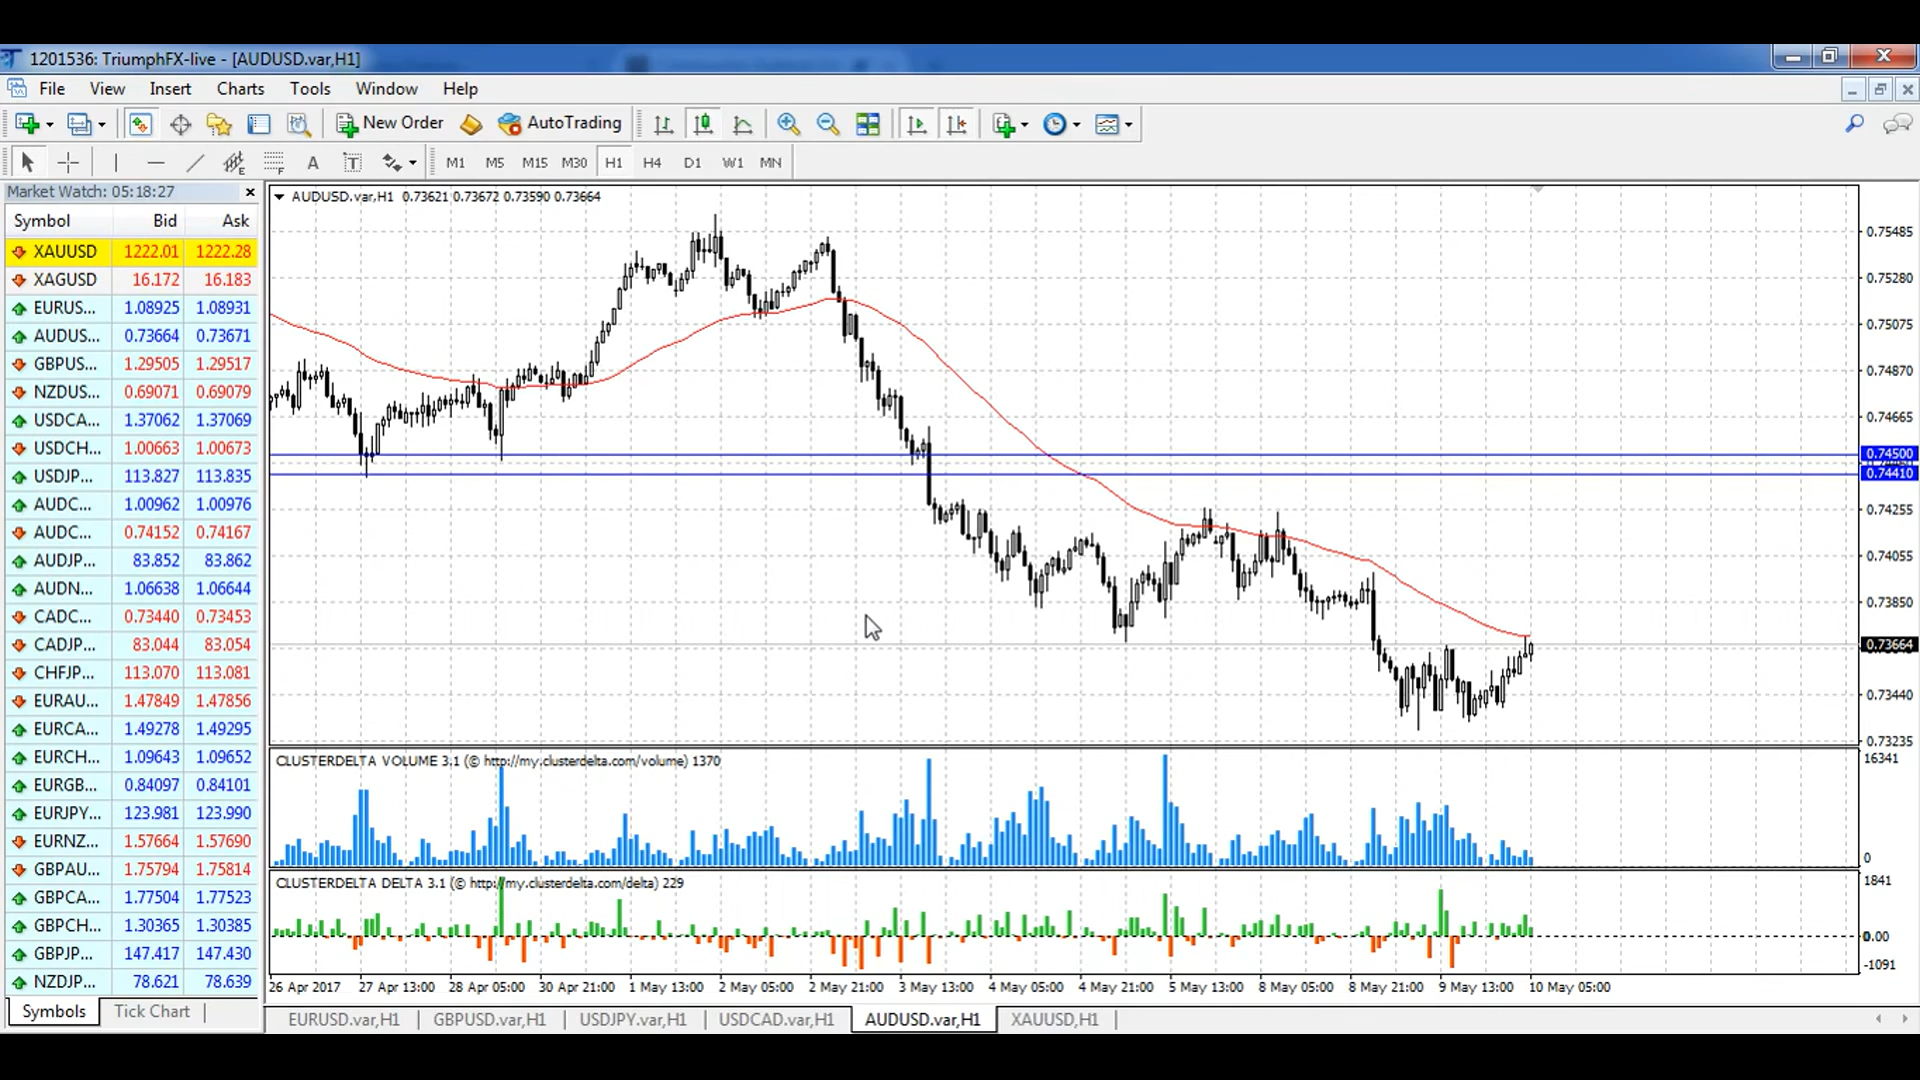 1201536: TriumphFX-live - [AUDUSD.var,H1]
File View Insert Charts Tools Window Help
New Order AutoTrading
A T M1 M5 M15 M30 H1 H4 D1 W1 MN
Market Watch: 05:18:27
Symbol Bid Ask
XAUUSD 1222.01 1222.28
XAGUSD 16.172 16.183
EURUS... 1.08925 1.08931
AUDUS... 0.73664 0.73671
GBPUS... 1.29505 1.29517
NZDUS... 0.69071 0.69079
USDCA... 1.37062 1.37069
USDCH... 1.00663 1.00673
USDJP... 113.827 113.835
AUDC... 1.00962 1.00976
AUDC... 0.74152 0.74167
AUDJP... 83.852 83.862
AUDN... 1.06638 1.06644
CADC... 0.73440 0.73453
CADJP... 83.044 83.054
CHFJP... 113.070 113.081
EURAU... 1.47849 1.47856
EURCA... 1.49278 1.49295
EURCH... 1.09643 1.09652
EURGB... 0.84097 0.84101
EURJPY... 123.981 123.990
EURNZ... 1.57664 1.57690
GBPAU... 1.75794 1.75814
GBPCA... 1.77504 1.77523
GBPCH... 1.30365 1.30385
GBPJP... 147.417 147.430
NZDJP... 78.621 78.639
Symbols Tick Chart
AUDUSD.var,H1 0.73621 0.73672 0.73590 0.73664
0.75485
0.75280
0.75075
0.74870
0.74665
0.74500
0.74410
0.74255
0.74055
0.73850
0.73664
0.73440
0.73235
CLUSTERDELTA VOLUME 3.1 (© http://my.clusterdelta.com/volume) 1370
16341
0
CLUSTERDELTA DELTA 3.1 (© http://my.clusterdelta.com/delta) 229
1841
0.00
-1091
26 Apr 2017 27 Apr 13:00 28 Apr 05:00 30 Apr 21:00 1 May 13:00 2 May 05:00 2 May 21:00 3 May 13:00 4 May 05:00 4 May 21:00 5 May 13:00 8 May 05:00 8 May 21:00 9 May 13:00 10 May 05:00
EURUSD.var,H1 GBPUSD.var,H1 USDJPY.var,H1 USDCAD.var,H1 AUDUSD.var,H1 XAUUSD,H1